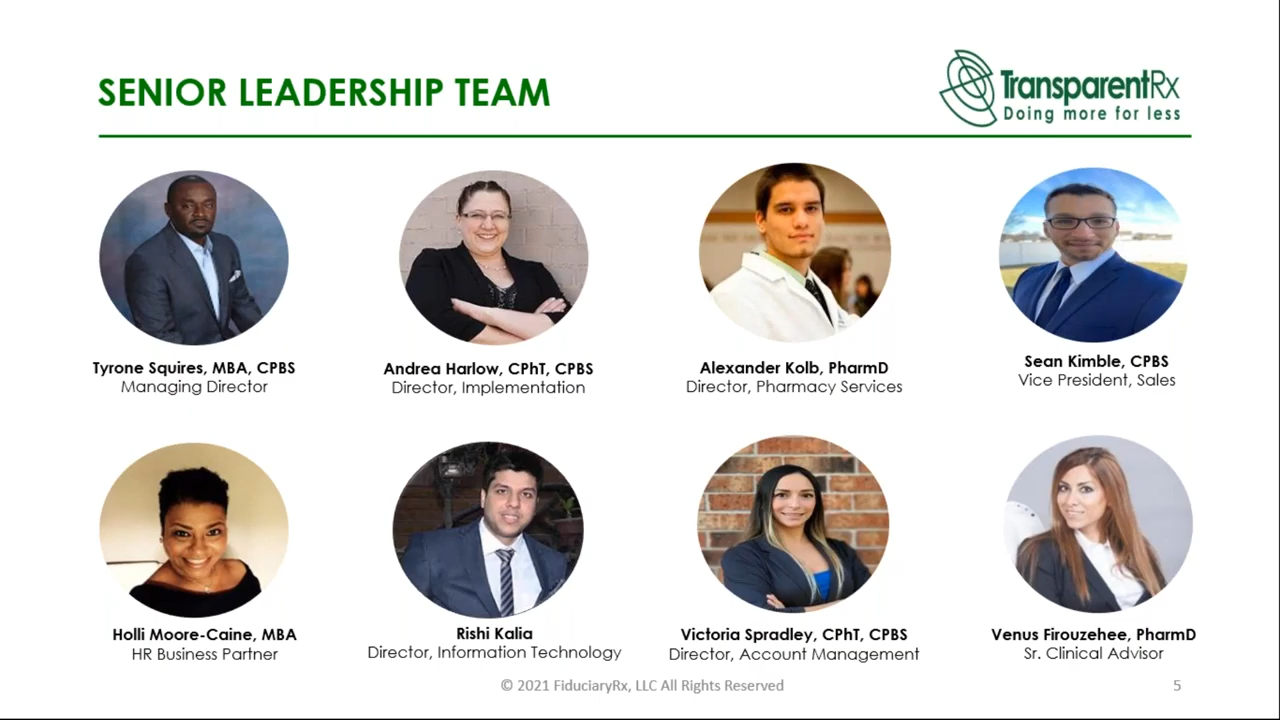 SENIOR LEADERSHIP TEAM
TransparentRx
Doing more for less
Tyrone Squires, MBA, CPBS
Managing Director
Andrea Harlow, CPhT, CPBS
Director, Implementation
Alexander Kolb, PharmD
Director, Pharmacy Services
Sean Kimble, CPBS
Vice President, Sales
Holli Moore-Caine, MBA
HR Business Partner
Rishi Kalia
Director, Information Technology
Victoria Spradley, CPhT, CPBS
Director, Account Management
Venus Firouzehee, PharmD
Sr. Clinical Advisor
© 2021 FiduciaryRx, LLC All Rights Reserved
5